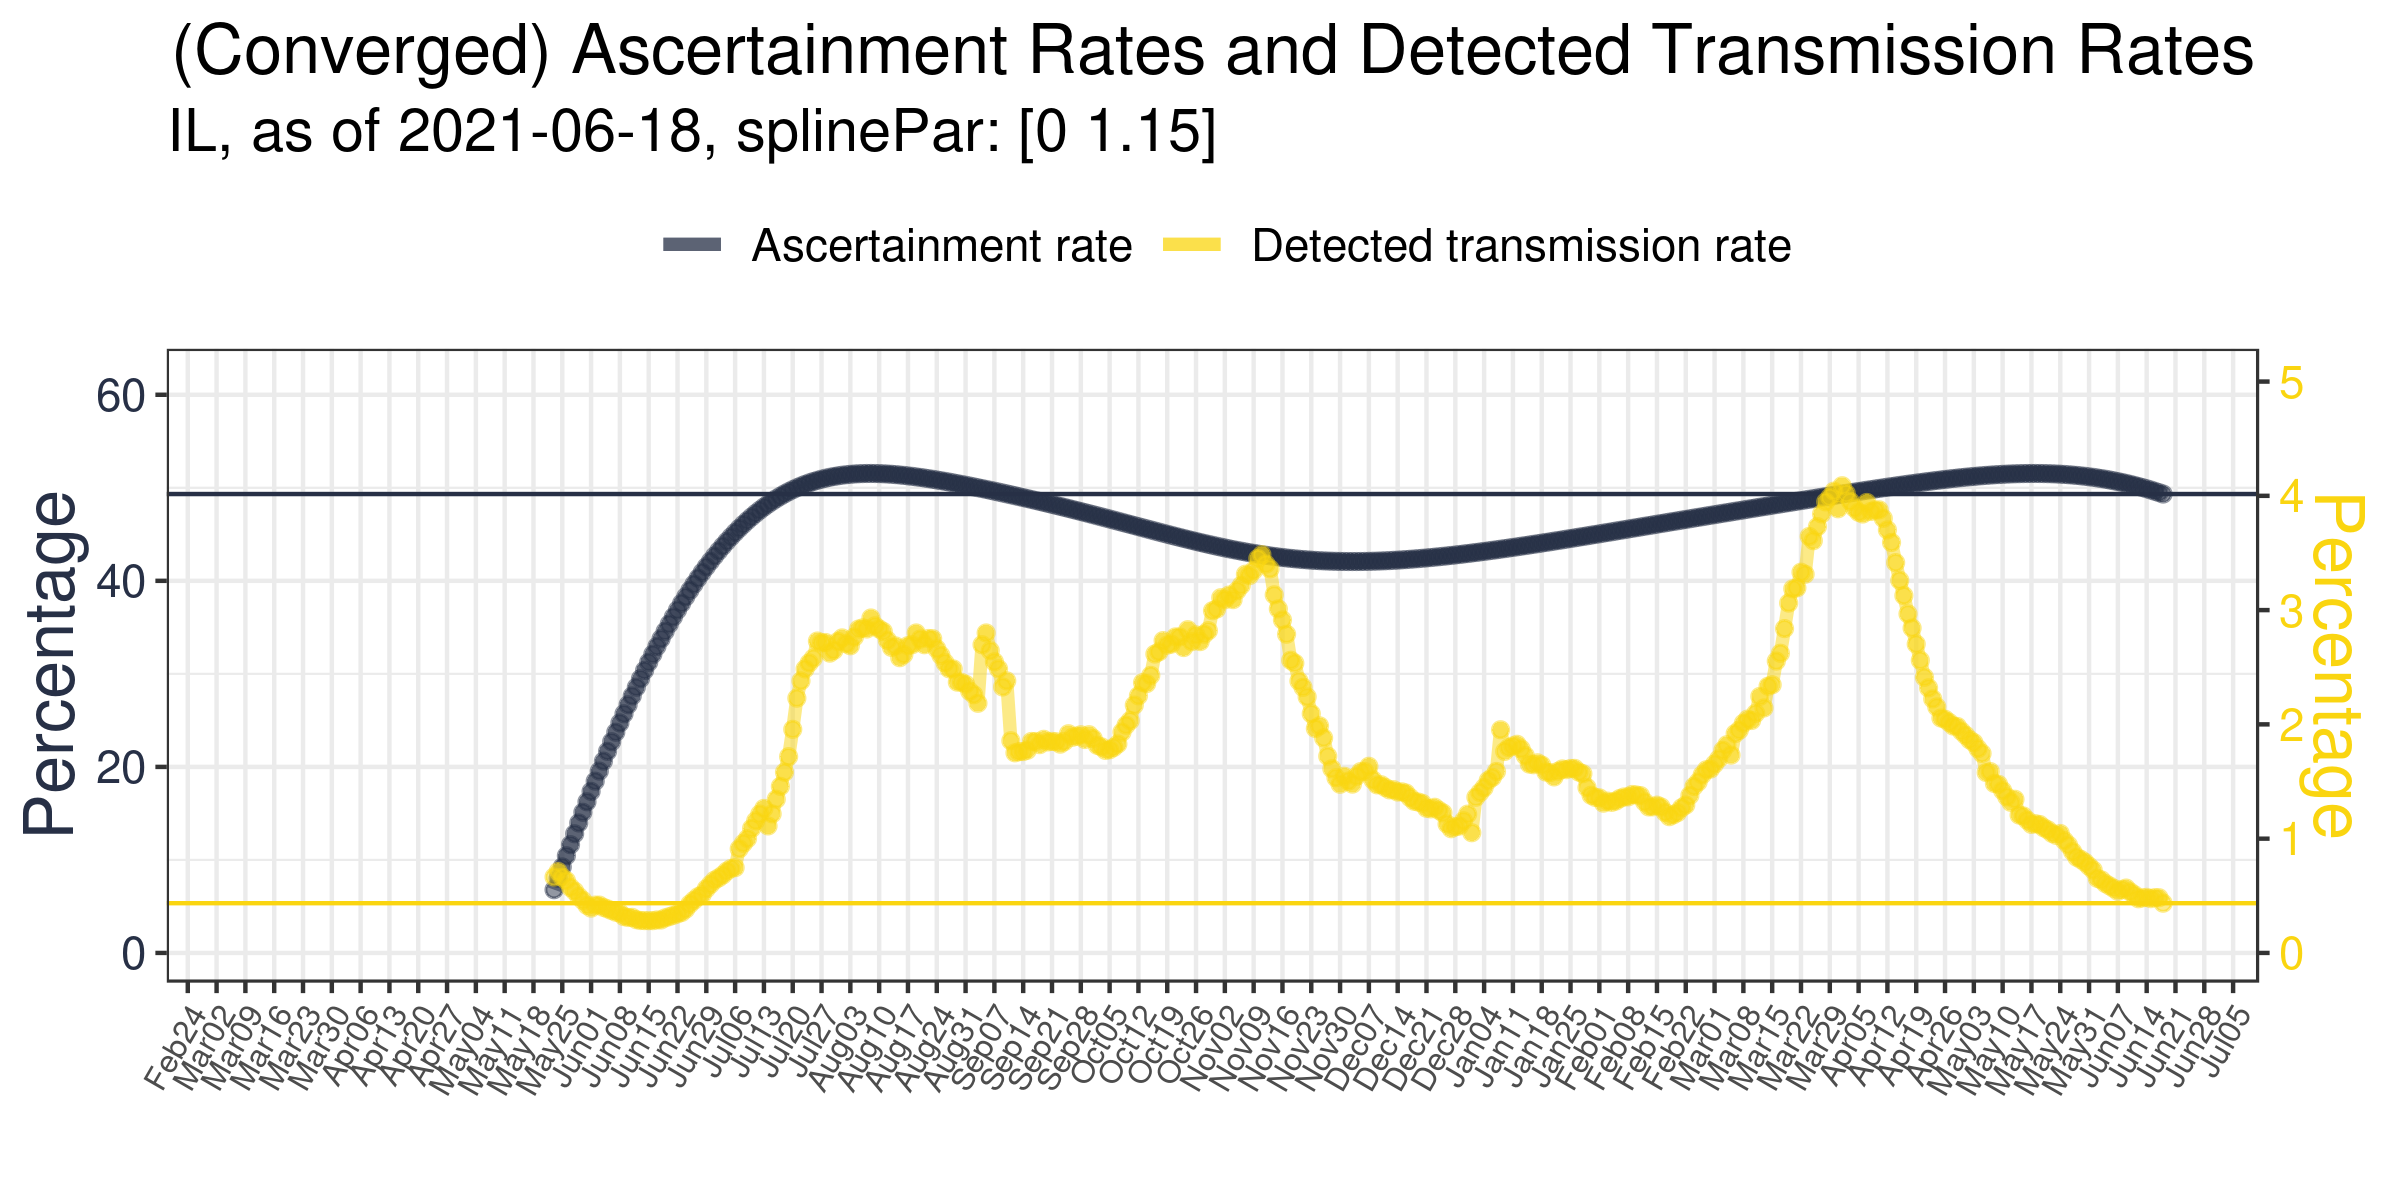 (Converged) Ascertainment Rates and Detected Transmission Rates
IL, as of 2021-06-18, splinePar: [0 1.15]
Ascertainment rate
Detected transmission rate
Percentage
60
40
20
0
5
4
3
2
1
0
Percentage
Feb24
Mar02
Mar09
Mar16
Mar23
Mar30
Apr06
Apr13
Apr20
Apr27
May04
May11
May18
May25
Jun01
Jun08
Jun15
Jun22
Jun29
Jul06
Jul13
Jul20
Jul27
Aug03
Aug10
Aug17
Aug24
Aug31
Sep07
Sep14
Sep21
Sep28
Oct05
Oct12
Oct19
Oct26
Nov02
Nov09
Nov16
Nov23
Nov30
Dec07
Dec14
Dec21
Dec28
Jan04
Jan11
Jan18
Jan25
Feb01
Feb08
Feb15
Feb22
Mar01
Mar08
Mar15
Mar22
Mar29
Apr05
Apr12
Apr19
Apr26
May03
May10
May17
May24
May31
Jun07
Jun14
Jun21
Jun28
Jul05